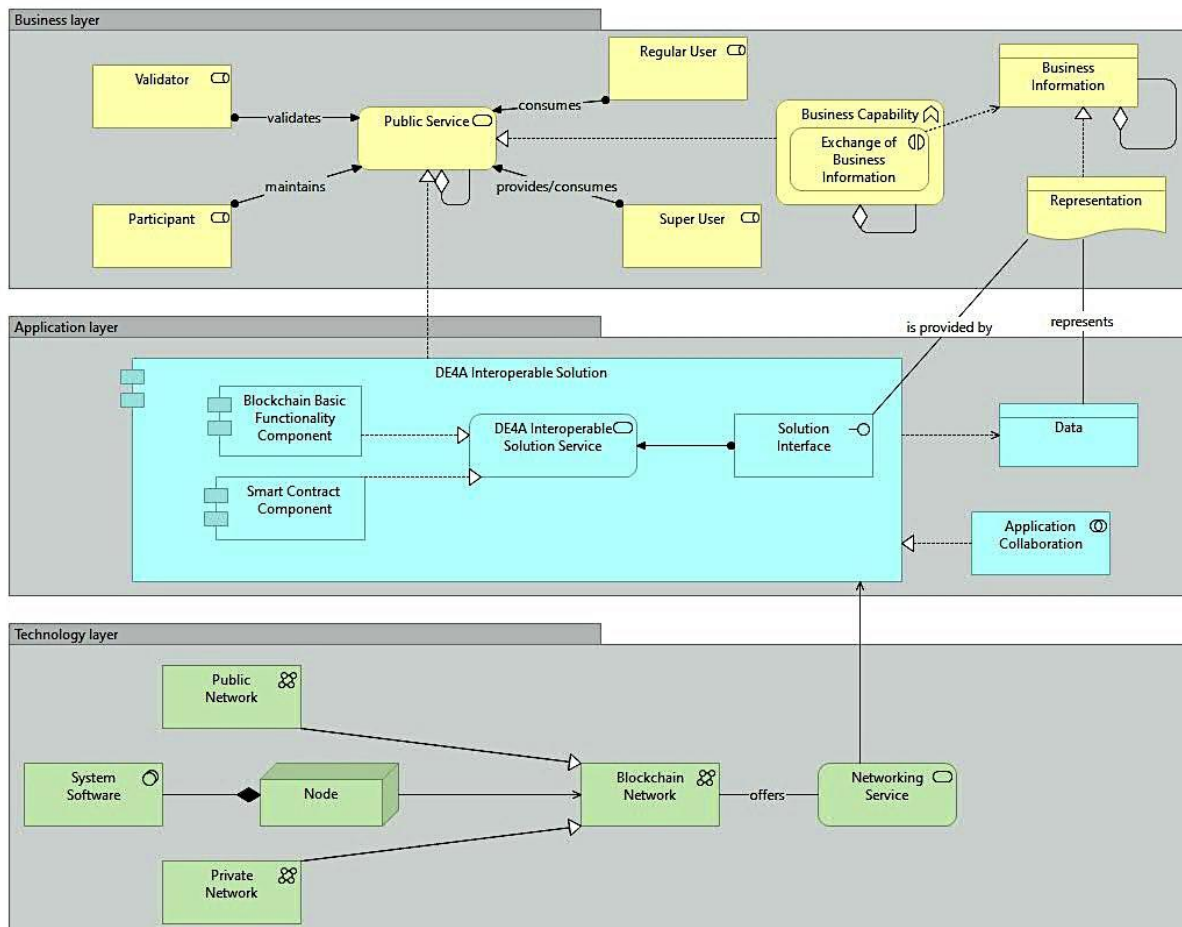 Business layer
Validator
validates
Participant
maintains
Public Service
Regular User
consumes
provides/consumes
Super User
Business Capability
Exchange of
Business
Information
Business
Information
Representation
Application layer
is provided by
represents
DE4A Interoperable Solution
Blockchain Basic
Functionality
Component
Smart Contract
Component
DE4A Interoperable
Solution Service
Solution
Interface
Data
Application
Collaboration
Technology layer
Public
Network
System
Software
Node
Private
Network
Blockchain
Network
offers
Networking
Service